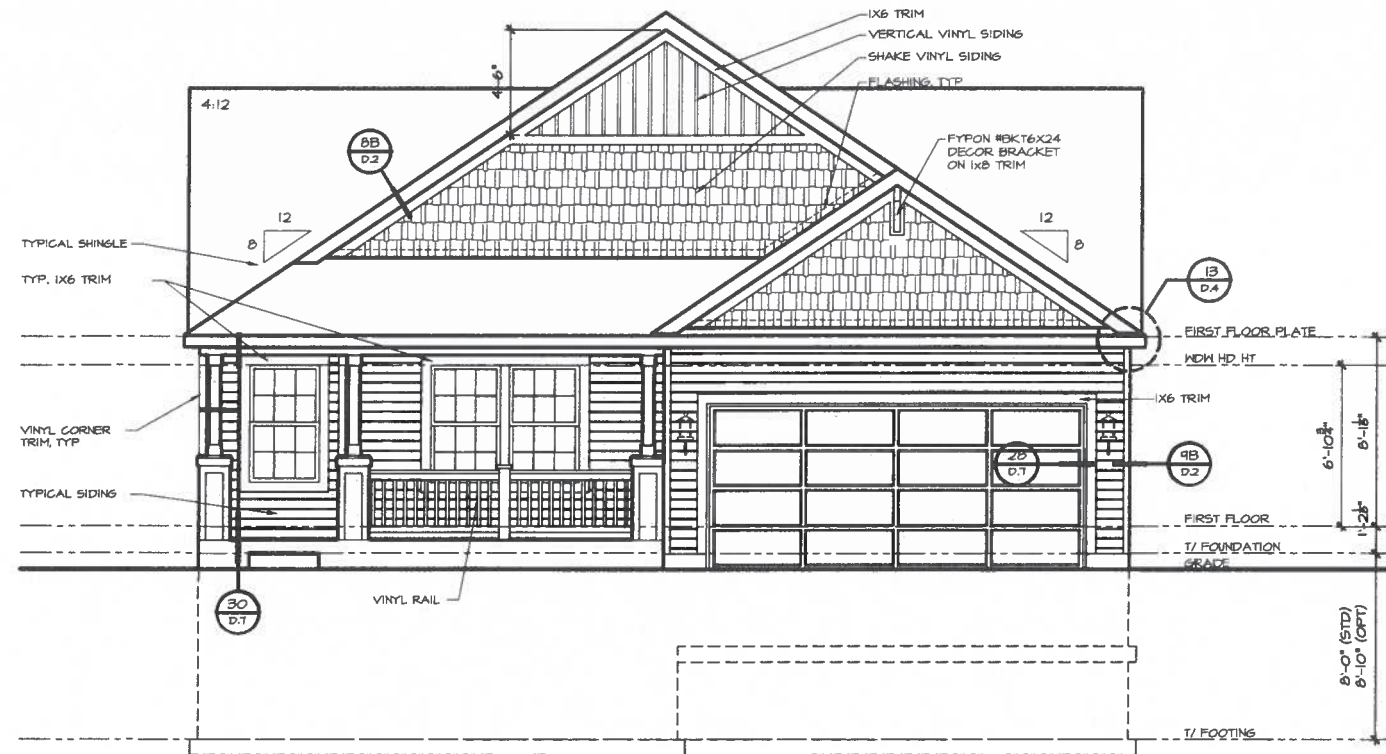 1X6 TRIM
VERTICAL VINYL SIDING
SHAKE VINYL SIDING
FLASHING, TYP
4'-6"
4:12
8B
D.2
FYPON #BKT6X24
DECOR BRACKET
ON 1x8 TRIM
12
8
12
8
TYPICAL SHINGLE
TYP. 1X6 TRIM
13
D.4
FIRST FLOOR PLATE
WDW HD HT
1X6 TRIM
VINYL CORNER
TRIM, TYP
6'-10¾"
8'-1⅛"
28
D.7
9B
D.2
TYPICAL SIDING
FIRST FLOOR
1'-2⅛"
T/ FOUNDATION
GRADE
30
D.7
VINYL RAIL
8'-0" (STD)
8'-10" (OPT)
T/ FOOTING